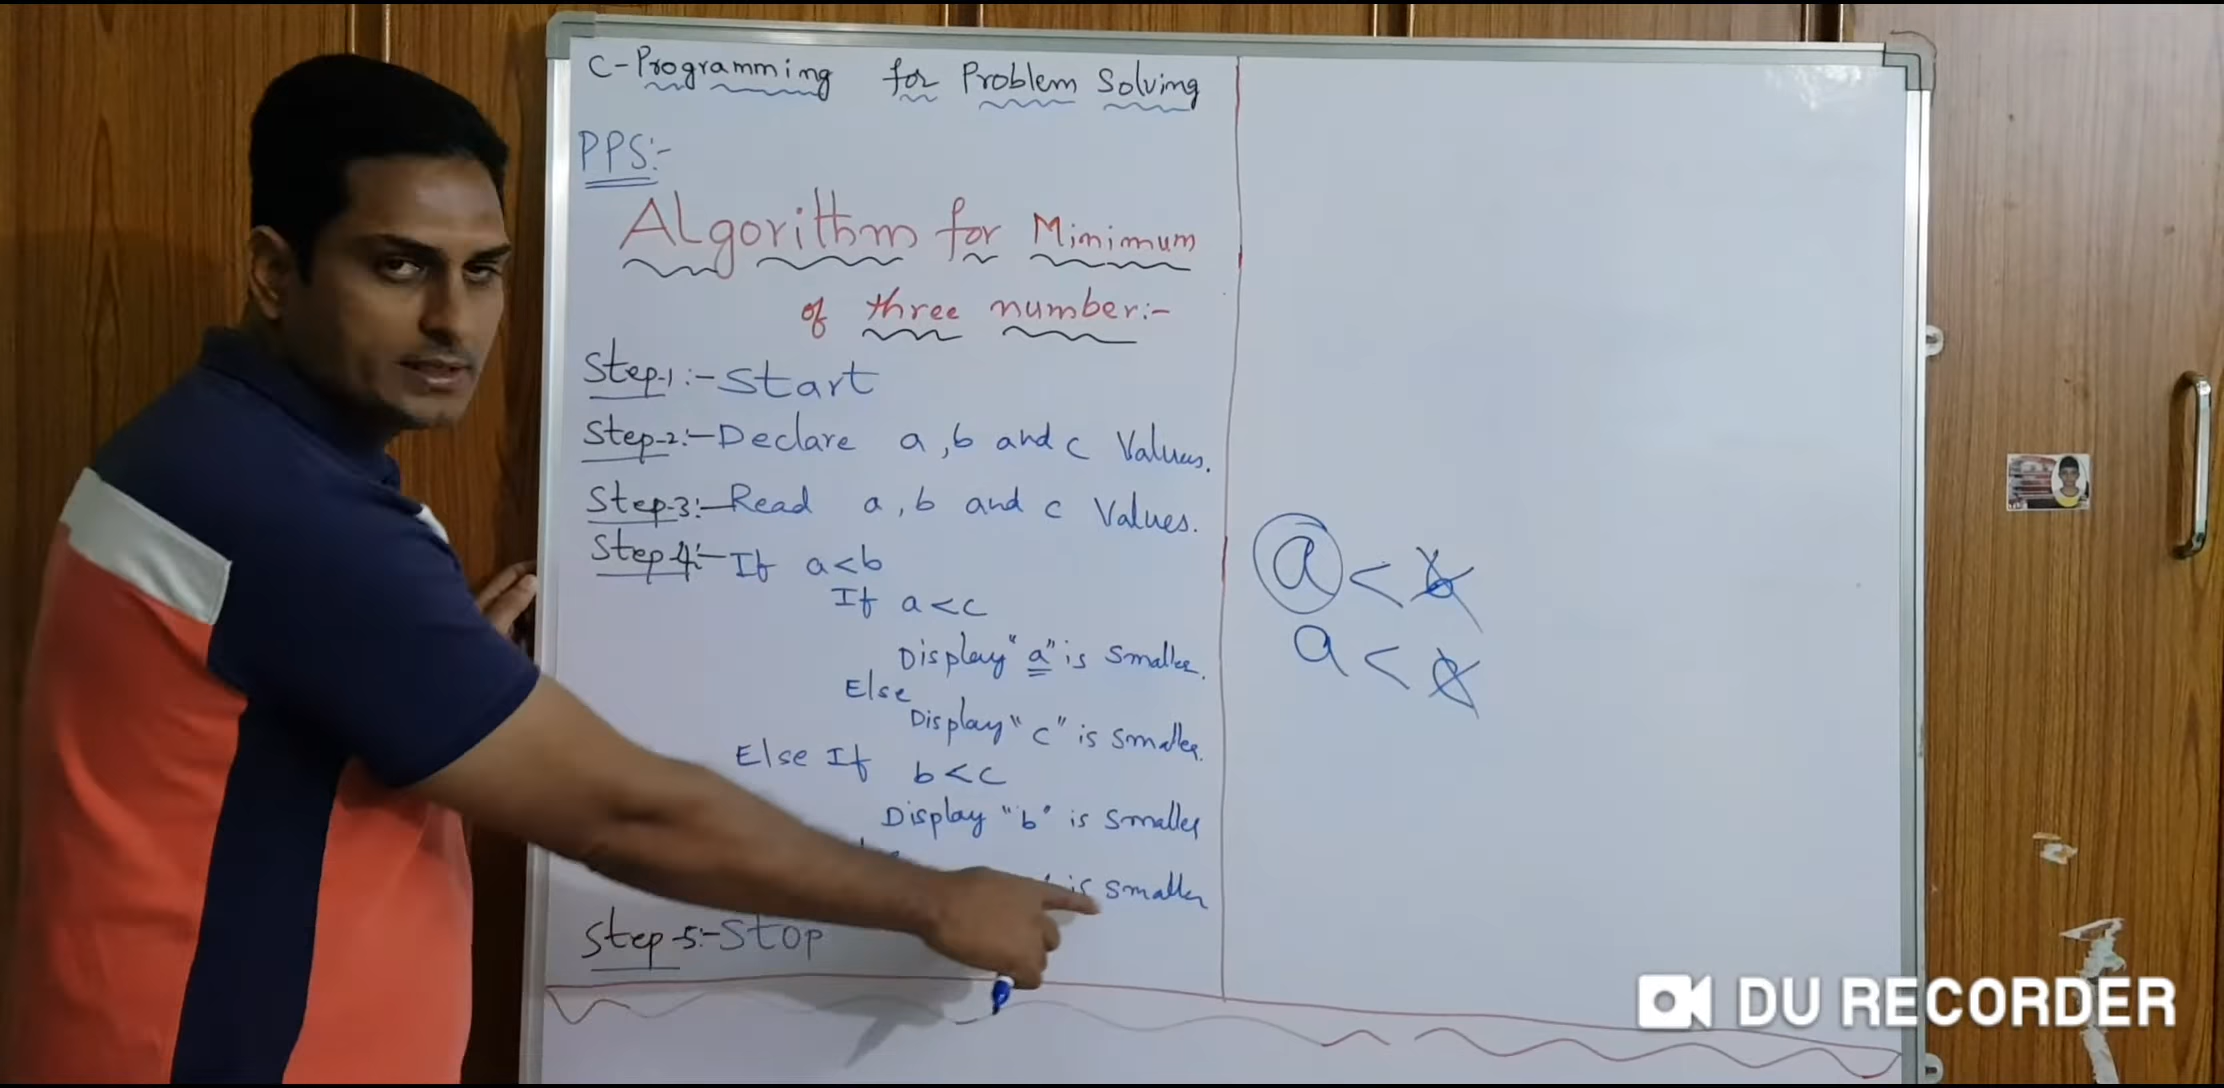 C-Programming for Problem Solving
PPS:-
ALgorithm for Minimum
of three number:-
Step-1:- Start
Step-2:- Declare a, b and c Values.
Step-3:- Read a, b and c Values.
Step-4:- If a<b
If a<c
Display "a" is smaller.
Else
Display "c" is smaller.
Else If b<c
Display "b" is smaller
is smaller
Step-5:- Stop
a < b
a < c
DU RECORDER